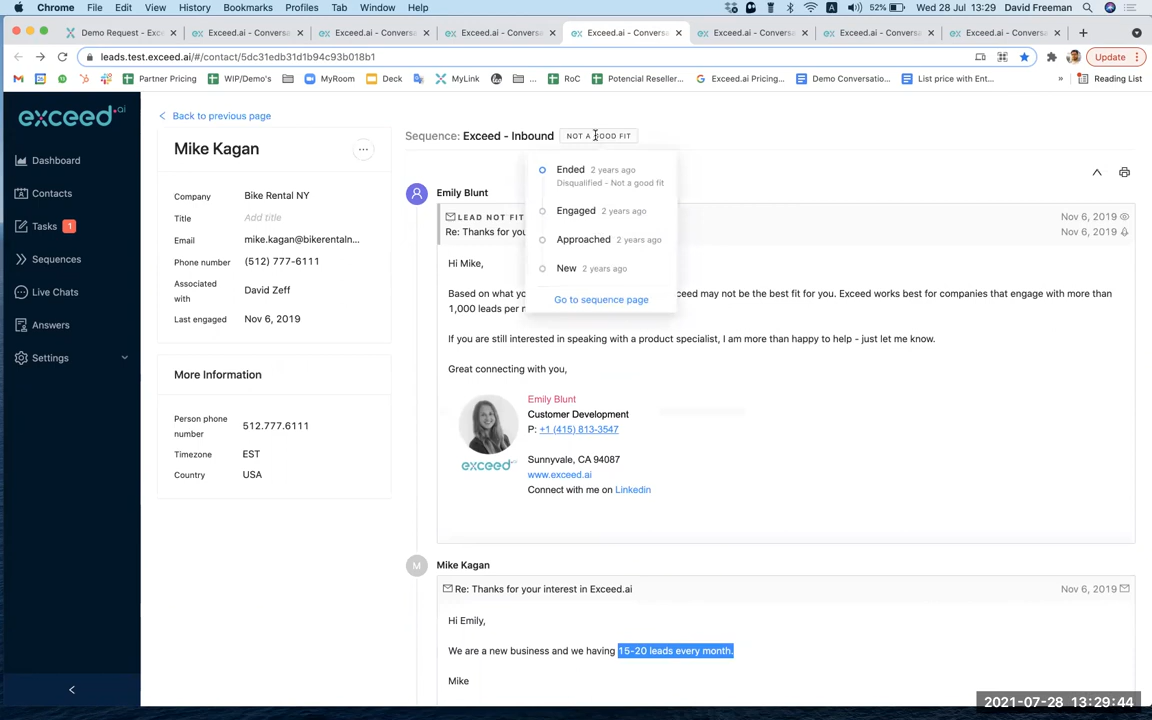 Chrome File Edit View History Bookmarks Profiles Tab Window Help 52% Wed 28 Jul 13:29 David Freeman
Demo Request - Exc Exceed.ai - Conversa Exceed.ai - Conversa Exceed.ai - Conversa Exceed.ai - Conversa Exceed.ai - Conversa Exceed.ai - Conversa Exceed.ai - Conversa
leads.test.exceed.ai/#/contact/5dc31edb31d1b94c93b018b1 Update
Partner Pricing WIP/Demo's MyRoom Deck MyLink ... RoC Potencial Reseller... Exceed.ai Pricing... Demo Conversatio... List price with Ent... » Reading List
exceed.ai
Dashboard
Contacts
Tasks 1
Sequences
Live Chats
Answers
Settings
Back to previous page
Mike Kagan
Company Bike Rental NY
Title Add title
Email mike.kagan@bikerentaln...
Phone number (512) 777-6111
Associated with David Zeff
Last engaged Nov 6, 2019
More Information
Person phone number 512.777.6111
Timezone EST
Country USA
Sequence: Exceed - Inbound NOT A GOOD FIT
Ended 2 years ago
Disqualified - Not a good fit
Engaged 2 years ago
Approached 2 years ago
New 2 years ago
Go to sequence page
Emily Blunt
LEAD NOT FIT Nov 6, 2019
Re: Thanks for you Nov 6, 2019
Hi Mike,
Based on what yo ceed may not be the best fit for you. Exceed works best for companies that engage with more than
1,000 leads per
If you are still interested in speaking with a product specialist, I am more than happy to help - just let me know.
Great connecting with you,
Emily Blunt
Customer Development
P: +1 (415) 813-3547
exceed.ai
Sunnyvale, CA 94087
www.exceed.ai
Connect with me on Linkedin
M Mike Kagan
Re: Thanks for your interest in Exceed.ai Nov 6, 2019
Hi Emily,
We are a new business and we having 15-20 leads every month.
Mike
2021-07-28 13:29:44